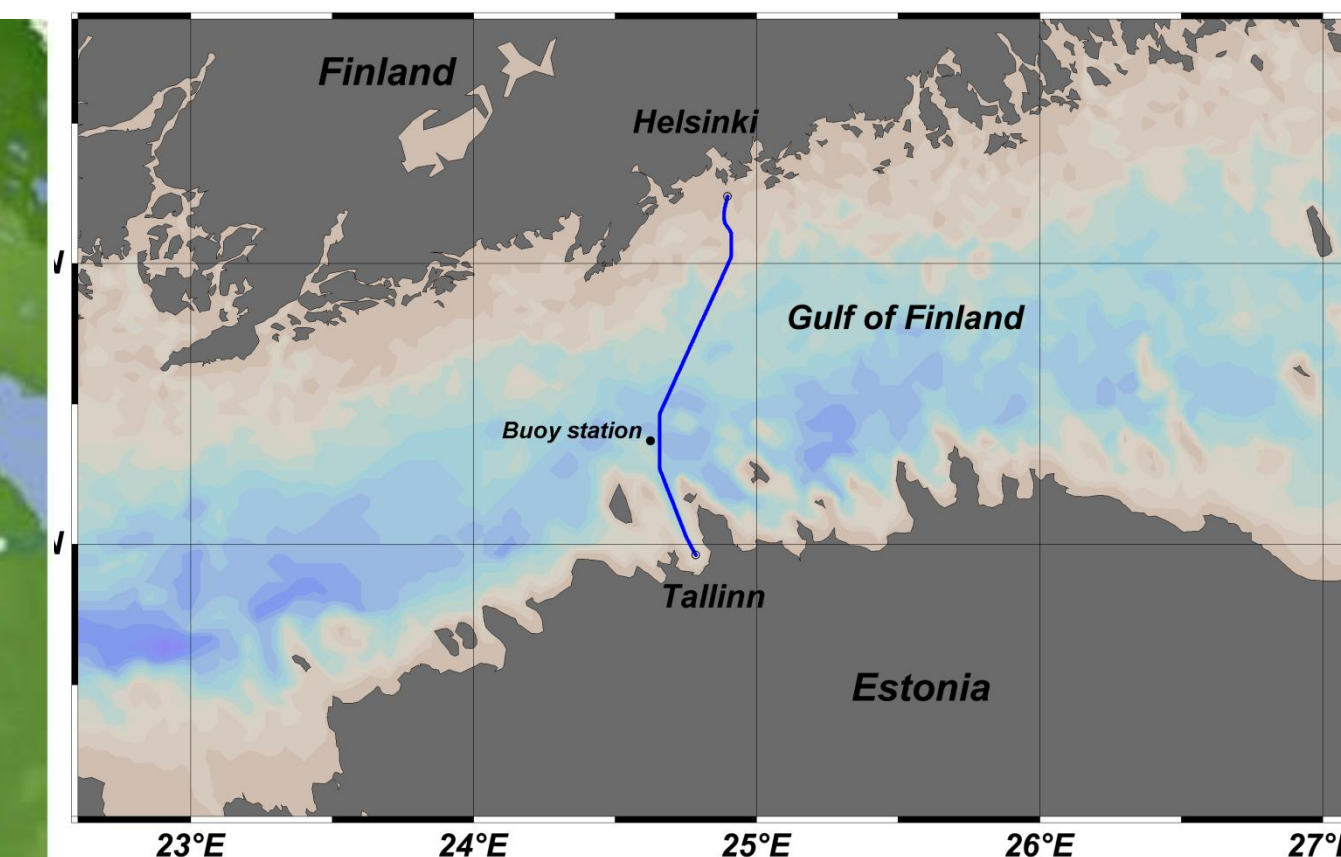 Finland
Helsinki
Gulf of Finland
Buoy station
Tallinn
Estonia
23°E 24°E 25°E 26°E